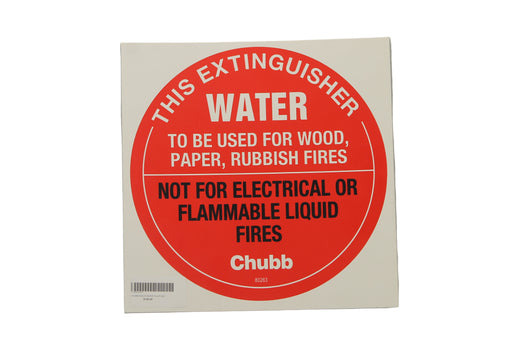 THIS EXTINGUISHER
WATER
TO BE USED FOR WOOD,
PAPER, RUBBISH FIRES
NOT FOR ELECTRICAL OR
FLAMMABLE LIQUID
FIRES
Chubb